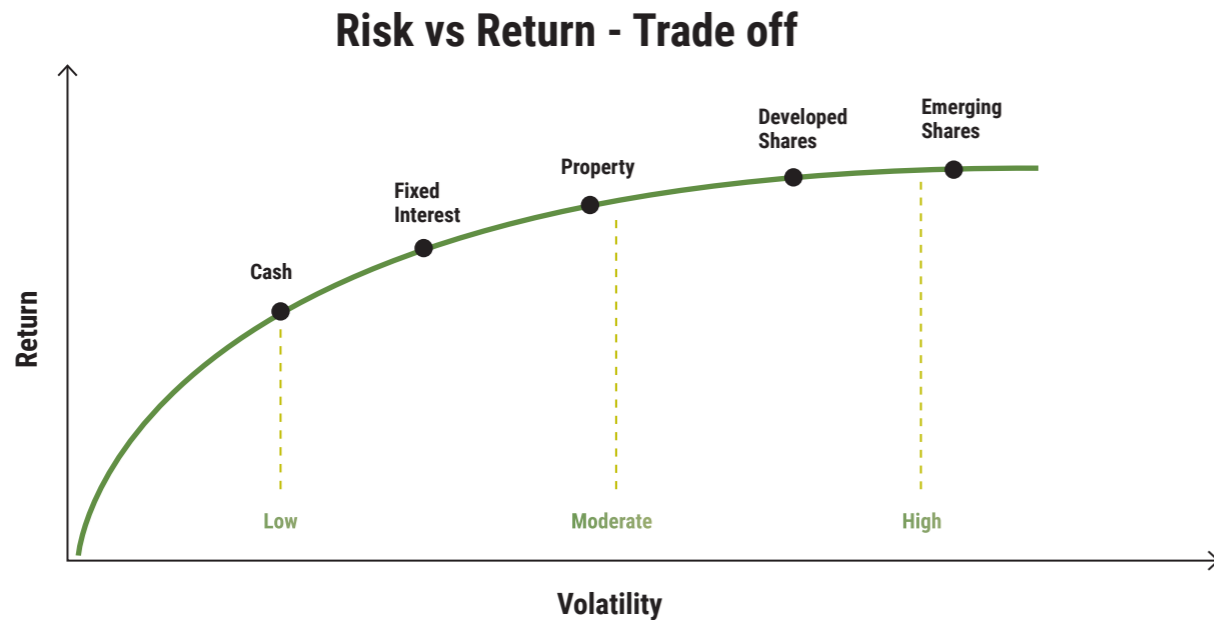 Risk vs Return - Trade off
Emerging
Shares
Developed
Shares
Property
Fixed
Interest
Cash
Return
Low
Moderate
High
Volatility